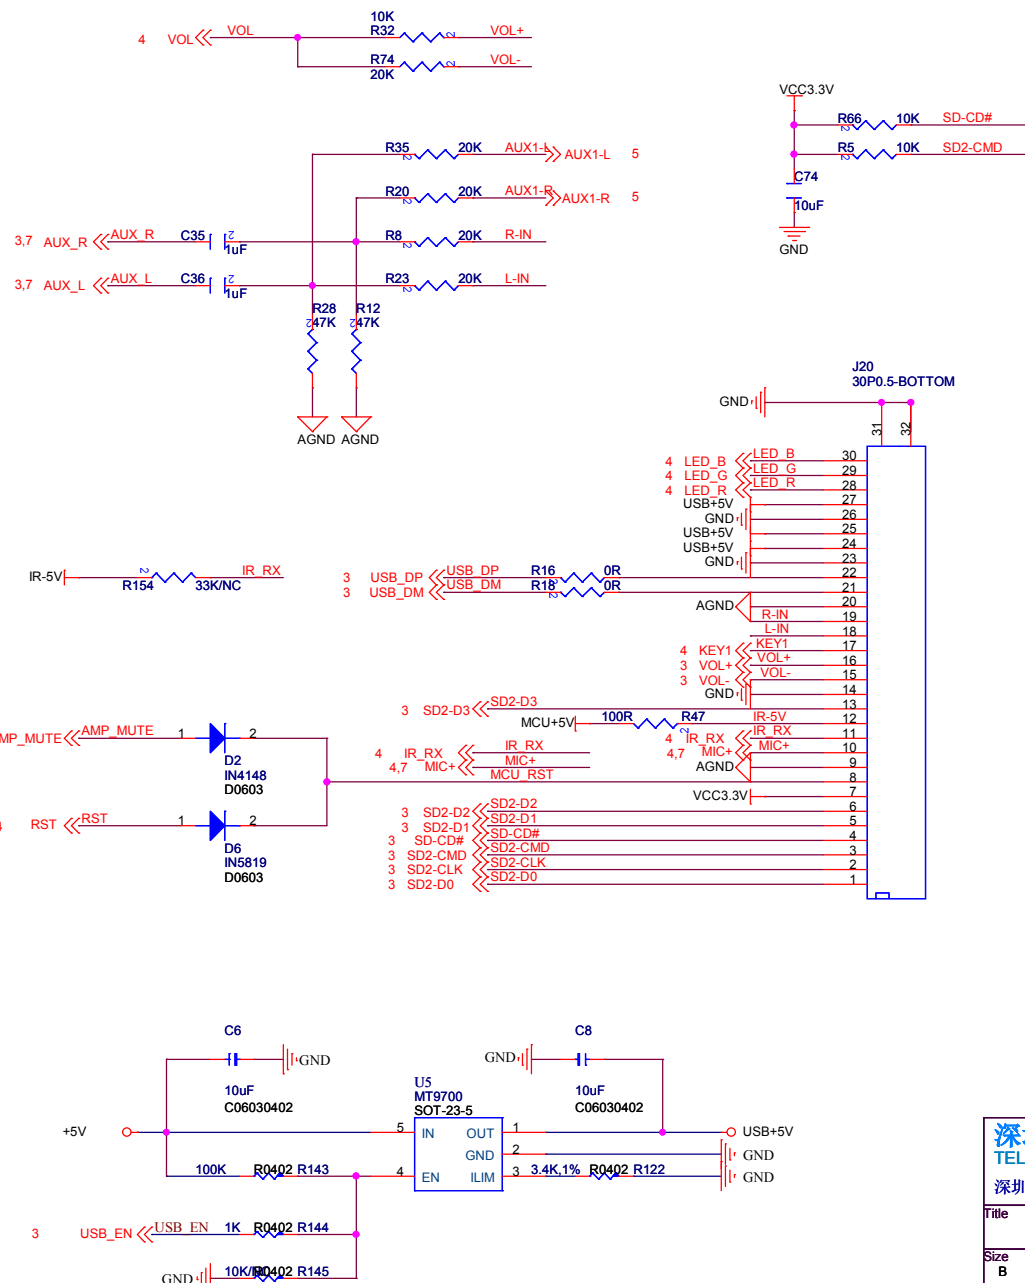 10K
R32
VOL+
4 VOL VOL
R74
VOL-
20K
VCC3.3V
R66 10K SD-CD#
R5 10K SD2-CMD
C74
10uF
GND
R35 20K AUX1-L AUX1-L 5
R20 20K AUX1-R AUX1-R 5
3,7 AUX_R AUX_R C35 1uF R8 20K R-IN
3,7 AUX_L AUX_L C36 1uF R23 20K L-IN
R28 R12
47K 47K
AGND AGND
J20
30P0.5-BOTTOM
GND
31 32
4 LED_B LED_B 30
4 LED_G LED_G 29
4 LED_R LED_R 28
USB+5V 27
GND 26
USB+5V 25
USB+5V 24
GND 23
IR-5V R154 33K/NC IR_RX
3 USB_DP USB_DP R16 0R 22
3 USB_DM USB_DM R18 0R 21
AGND 20
R-IN 19
L-IN 18
4 KEY1 KEY1 17
3 VOL+ VOL+ 16
3 VOL- VOL- 15
GND 14
3 SD2-D3 SD2-D3 13
MCU+5V 100R R47 IR-5V 12
4 IR_RX IR_RX 11
4,7 MIC+ MIC+ 10
4 IR_RX IR_RX
4,7 MIC+ MIC+
AGND 9
MCU_RST 8
VCC3.3V 7
3 SD2-D2 SD2-D2 6
3 SD2-D1 SD2-D1 5
3 SD-CD# SD-CD# 4
3 SD2-CMD SD2-CMD 3
3 SD2-CLK SD2-CLK 2
3 SD2-D0 SD2-D0 1
MP_MUTE AMP_MUTE 1 2
D2
IN4148
D0603
RST RST 1 2
D6
IN5819
D0603
C6
GND
10uF
C06030402
C8
GND
10uF
C06030402
U5
MT9700
SOT-23-5
+5V 5 IN OUT 1 USB+5V
GND 2 GND
100K R0402 R143 4 EN ILIM 3 3.4K,1% R0402 R122 GND
3 USB_EN USB_EN 1K R0402 R144
GND 10K/NC R0402 R145
TEL
深圳
Title
Size
B